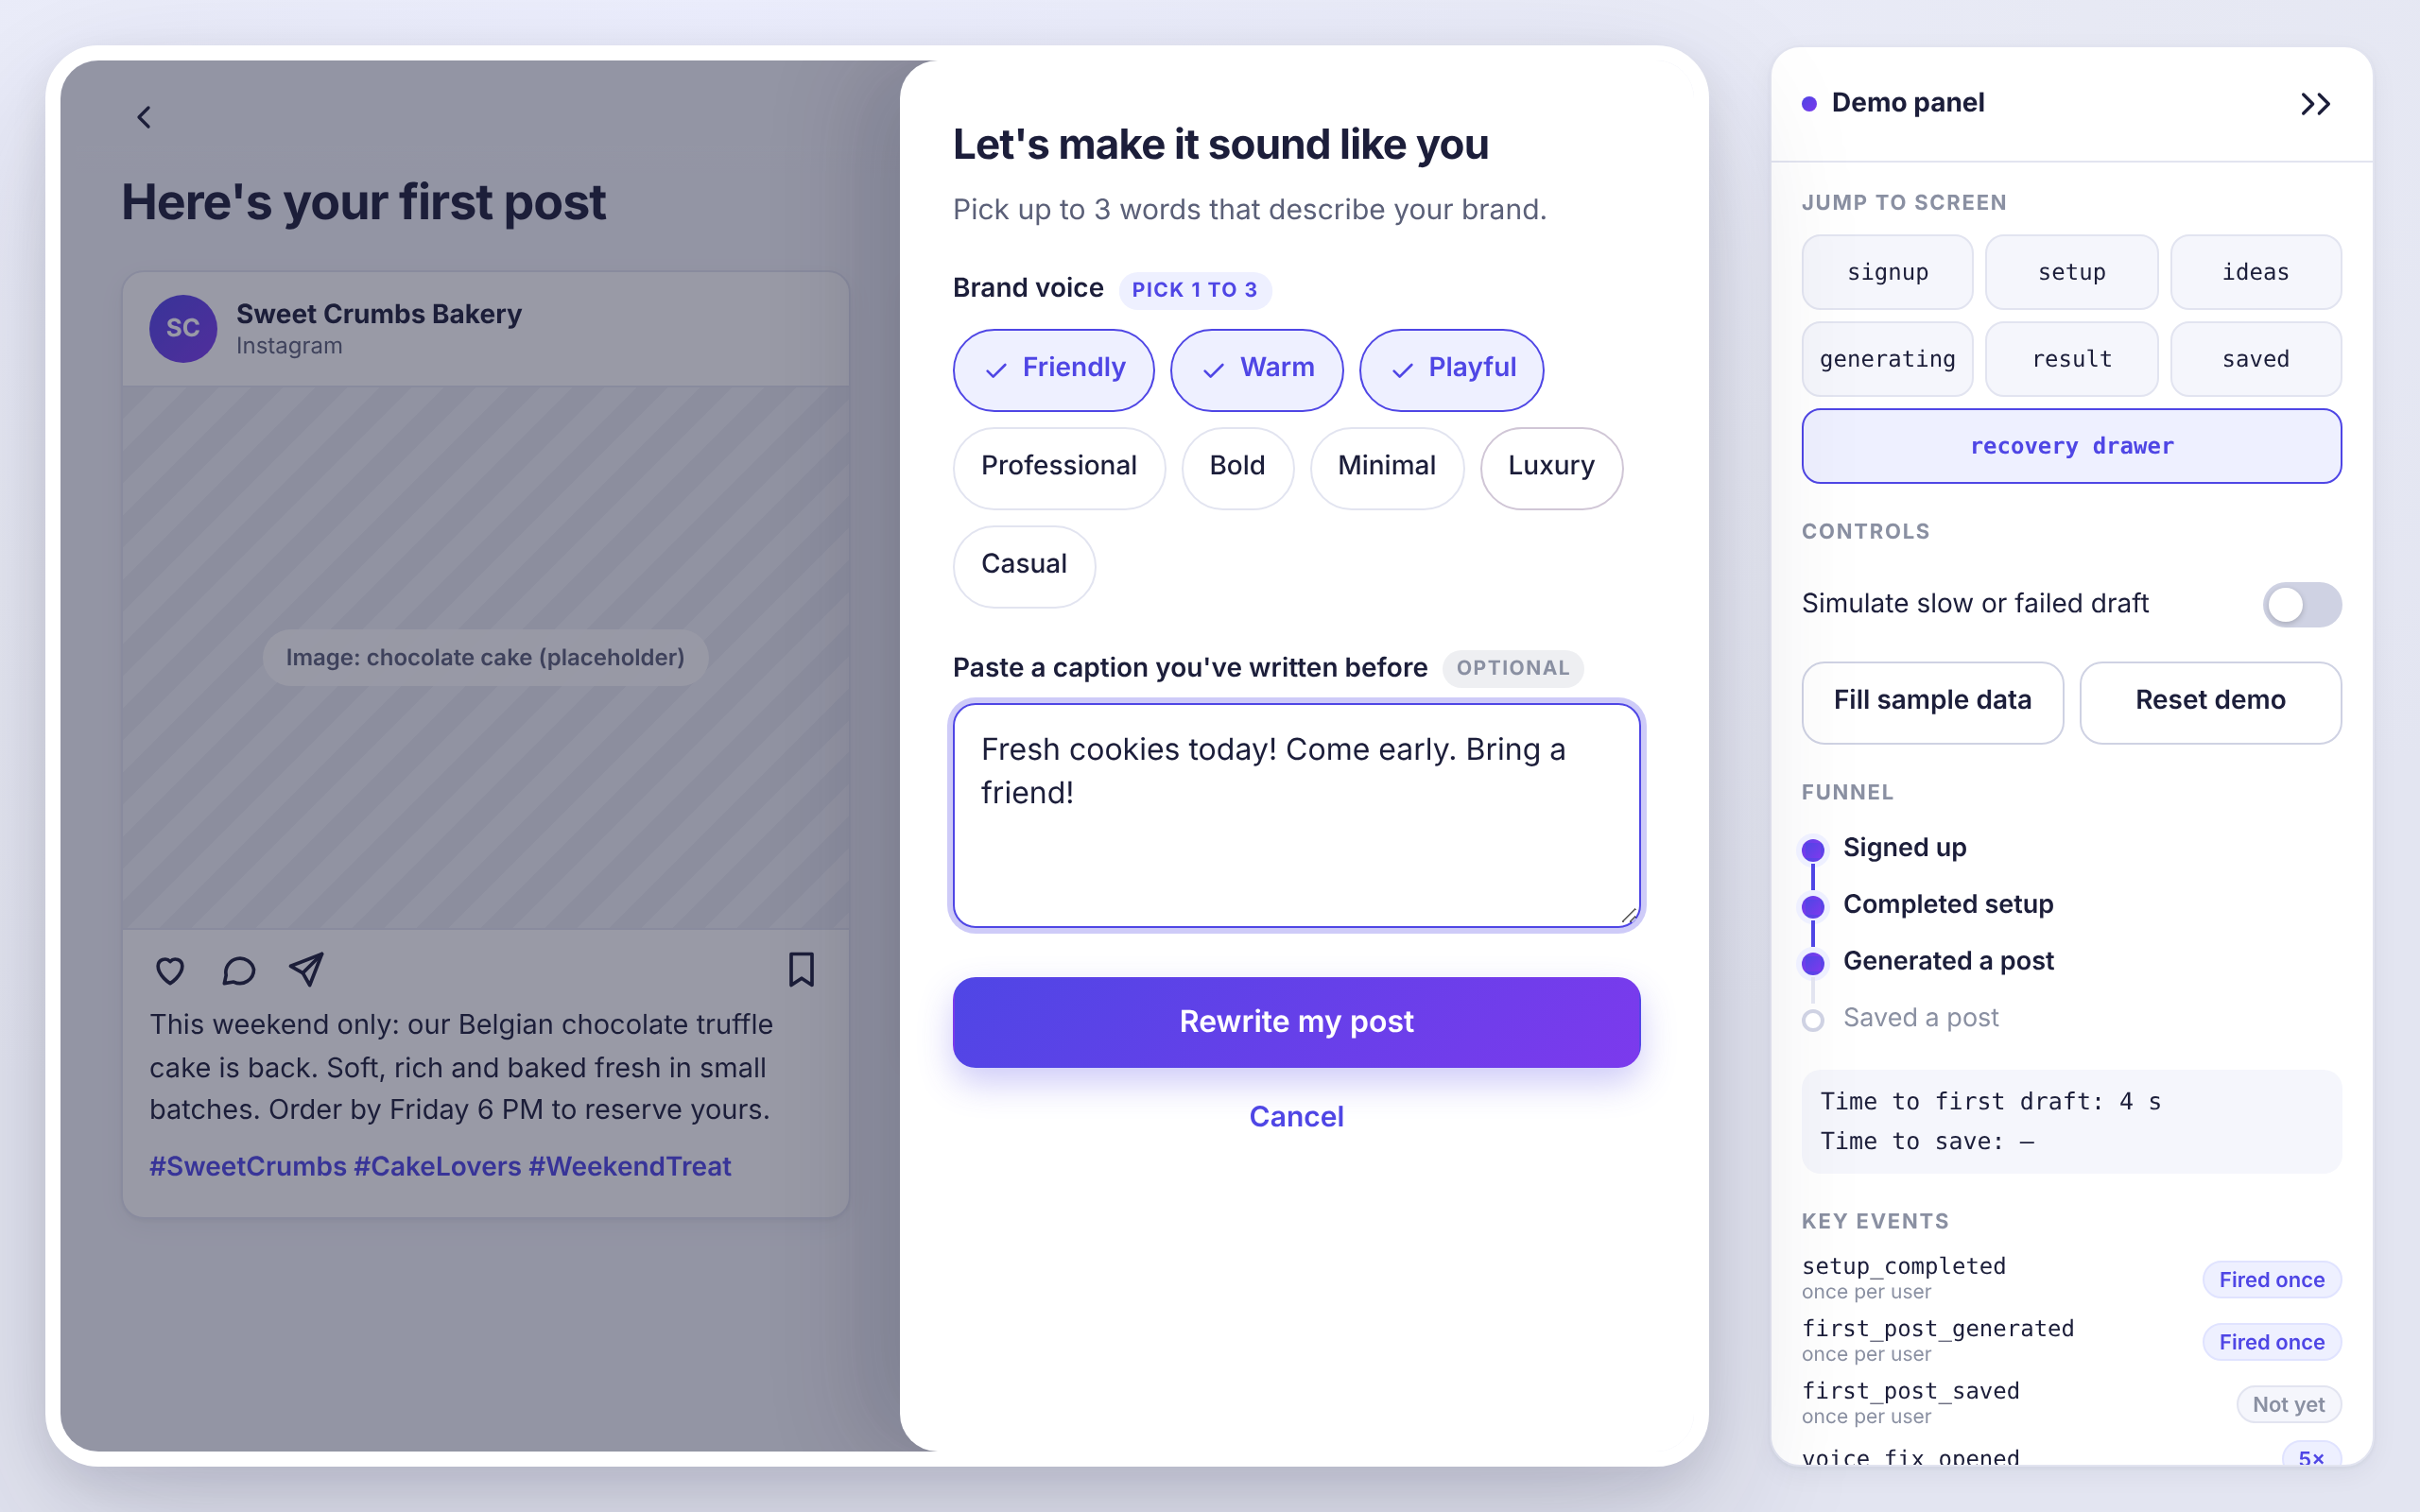 Here's your first post
SC
Sweet Crumbs Bakery
Instagram
Image: chocolate cake (placeholder)
This weekend only: our Belgian chocolate truffle
cake is back. Soft, rich and baked fresh in small
batches. Order by Friday 6 PM to reserve yours.
#SweetCrumbs #CakeLovers #WeekendTreat
Let's make it sound like you
Pick up to 3 words that describe your brand.
Brand voice PICK 1 TO 3
Friendly Warm Playful
Professional Bold Minimal Luxury
Casual
Paste a caption you've written before OPTIONAL
Fresh cookies today! Come early. Bring a
friend!
Rewrite my post
Cancel
Demo panel
JUMP TO SCREEN
signup setup ideas
generating result saved
recovery drawer
CONTROLS
Simulate slow or failed draft
Fill sample data Reset demo
FUNNEL
Signed up
Completed setup
Generated a post
Saved a post
Time to first draft: 4 s
Time to save: —
KEY EVENTS
setup_completed
once per user
Fired once
first_post_generated
once per user
Fired once
first_post_saved
once per user
Not yet
voice_fix_opened 5×